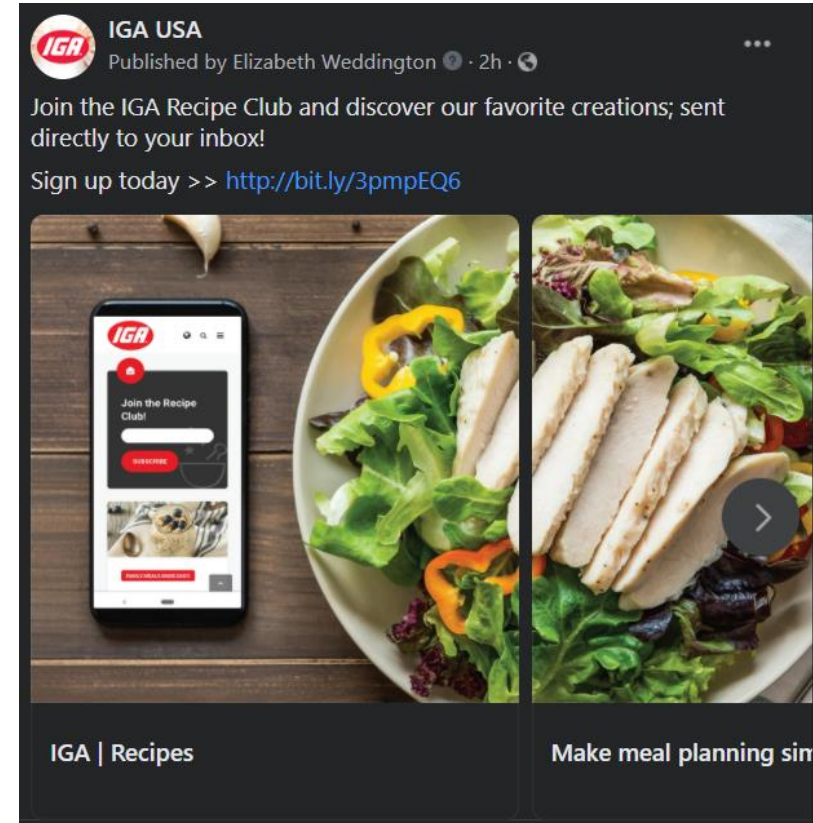 IGA USA
Published by Elizabeth Weddington · 2h ·
Join the IGA Recipe Club and discover our favorite creations; sent
directly to your inbox!
Sign up today >> http://bit.ly/3pmpEQ6
IGA
IGA
Join the Recipe
Club!
SUBSCRIBE
IGA | Recipes
Make meal planning sim